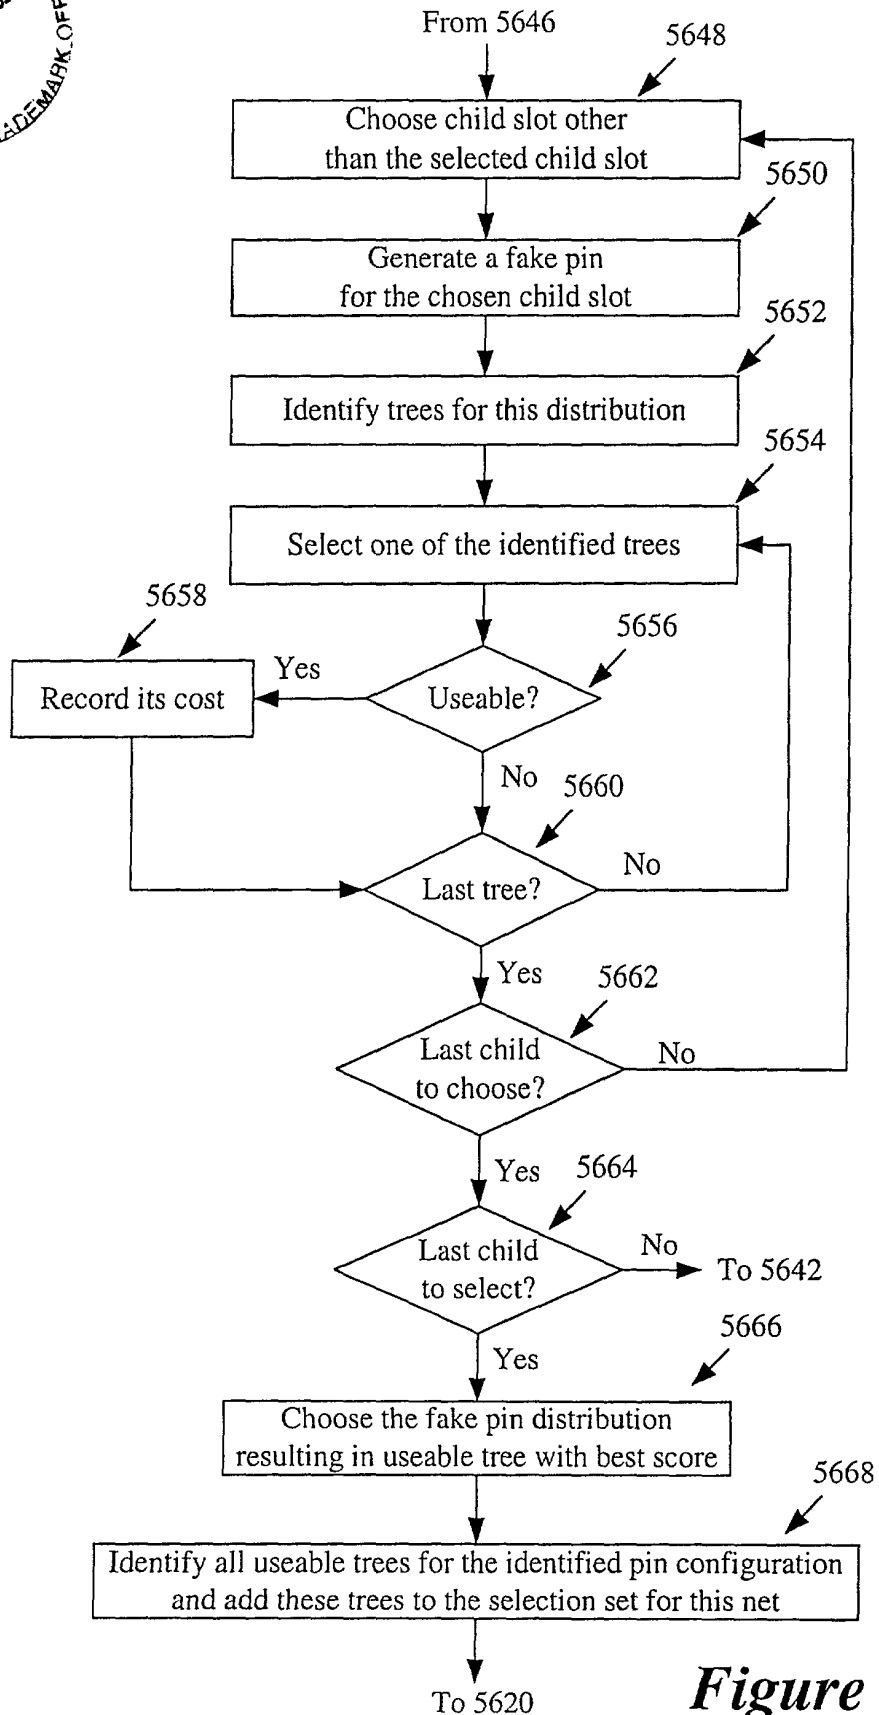 From 5646
5648
Choose child slot other
than the selected child slot
5650
Generate a fake pin
for the chosen child slot
5652
Identify trees for this distribution
5654
Select one of the identified trees
5658
5656
Record its cost
Yes
Useable?
No
5660
Last tree?
No
Yes
5662
Last child
to choose?
No
Yes
5664
Last child
to select?
No
To 5642
5666
Yes
Choose the fake pin distribution
resulting in useable tree with best score
5668
Identify all useable trees for the identified pin configuration
and add these trees to the selection set for this net
To 5620
Figure